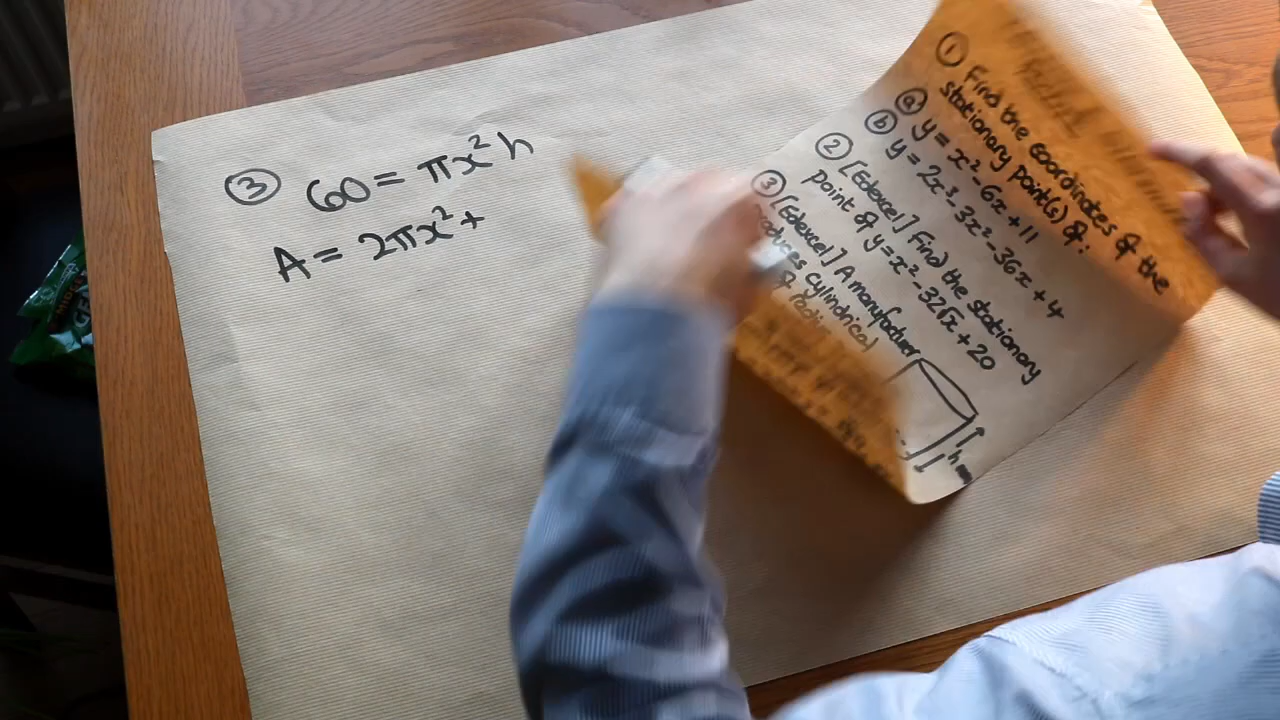 ③ 60 = πx²h
A = 2πx² +
① Find the coordinates of the
stationary point(s) of:
ⓐ y = x² - 6x + 11
ⓑ y = 2x³ - 3x² - 36x + 4
② [Edexcel] Find the stationary
point of y = x² - 32√x + 20
③ [Edexcel] A manufacturer
cylindrical
of
h